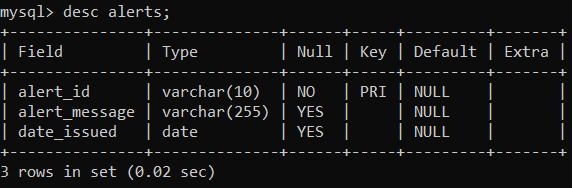 mysql> desc alerts;
+---------------+--------------+------+-----+---------+-------+
| Field         | Type         | Null | Key | Default | Extra |
+---------------+--------------+------+-----+---------+-------+
| alert_id      | varchar(10)  | NO   | PRI | NULL    |       |
| alert_message | varchar(255) | YES  |     | NULL    |       |
| date_issued   | date         | YES  |     | NULL    |       |
+---------------+--------------+------+-----+---------+-------+
3 rows in set (0.02 sec)